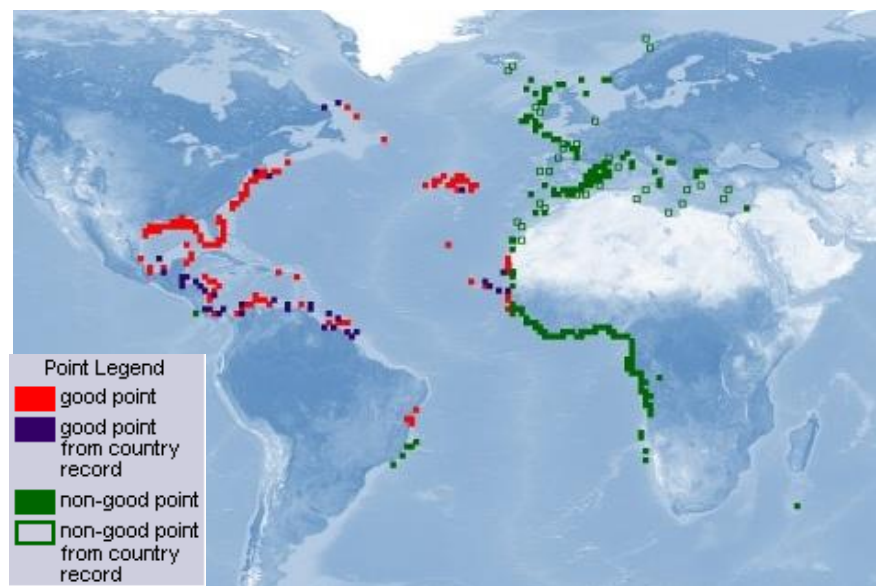 Point Legend
good point
good point
from country
record
non-good point
non-good point
from country
record